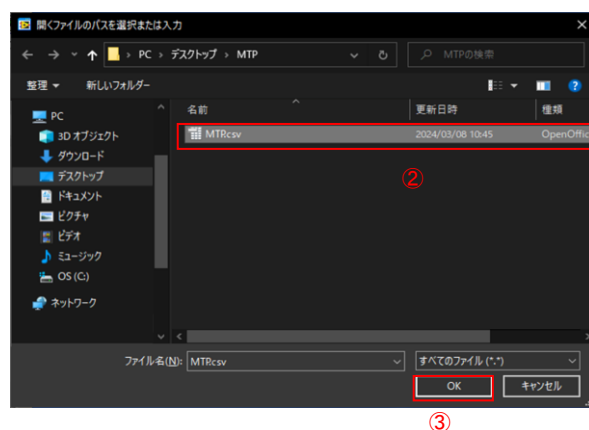 開くファイルのパスを選択または入力
PC › デスクトップ › MTP
MTPの検索
整理 新しいフォルダー
名前 更新日時 種類
MTP.csv 2024/03/08 10:45 OpenOffic
②
PC
3D オブジェクト
ダウンロード
デスクトップ
ドキュメント
ピクチャ
ビデオ
ミュージック
OS (C:)
ネットワーク
ファイル名(N): MTP.csv すべてのファイル (*.*)
OK キャンセル
③